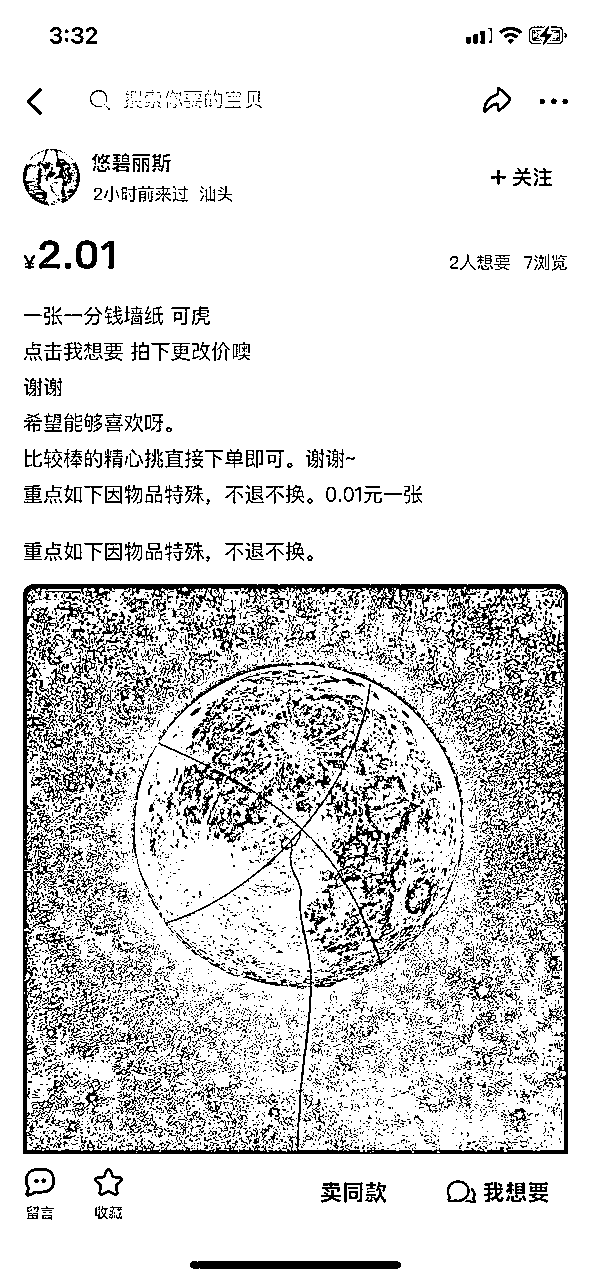 3:32
搜索你要的宝贝
悠碧丽斯
2小时前来过 汕头
+ 关注
¥2.01
2人想要 7浏览
一张一分钱墙纸 可虎
点击我想要 拍下更改价噢
谢谢
希望能够喜欢呀。
比较棒的精心挑直接下单即可。谢谢~
重点如下因物品特殊，不退不换。0.01元一张
重点如下因物品特殊，不退不换。
留言
收藏
卖同款
我想要